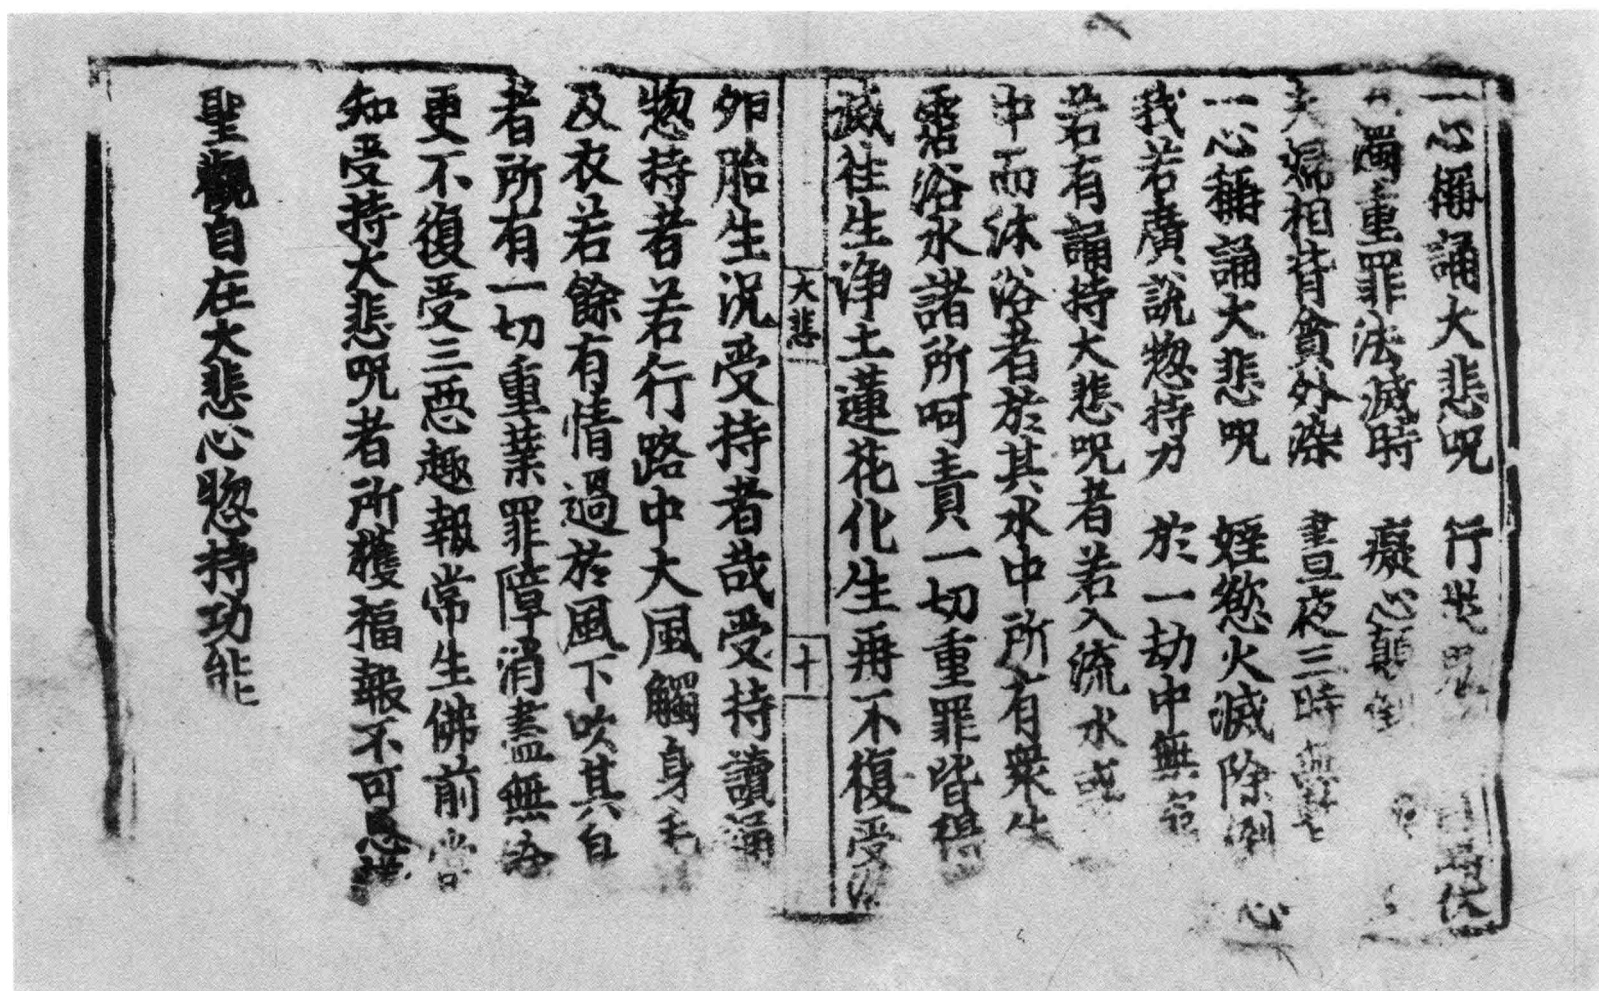 一心稱誦大悲呪 行
濁重罪法滅時 癡心顛倒
夫婦相背貪外染 晝夜三時無
一心稱誦大悲呪 婬慾火滅除 心
我若廣說惣持力 於一劫中無
若有誦持大悲呪者若入流水或
中而沐浴者於其水中所有衆生
霑浴水諸所呵責一切重罪皆得
滅往生淨土蓮花化生再不復受
大悲
十
卵胎生況受持者哉受持讀誦
惣持者若行路中大風觸身毛
及衣若餘有情過於風下吹其自
者所有一切重業罪障消盡無
更不復受三惡趣報常生佛前當
知受持大悲呪者所獲福報不可思
聖觀自在大悲心惣持功能